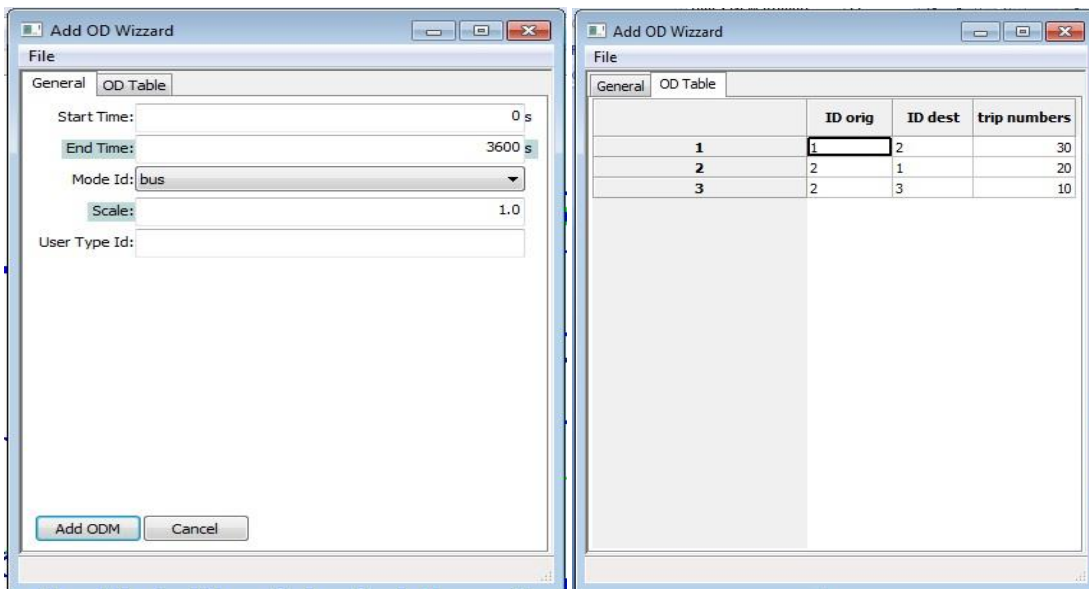 Add OD Wizzard
File
General OD Table
Start Time: 0 s
End Time: 3600 s
Mode Id: bus
Scale: 1.0
User Type Id:
Add ODM Cancel
Add OD Wizzard
File
General OD Table
ID orig ID dest trip numbers
1 1 2 30
2 2 1 20
3 2 3 10